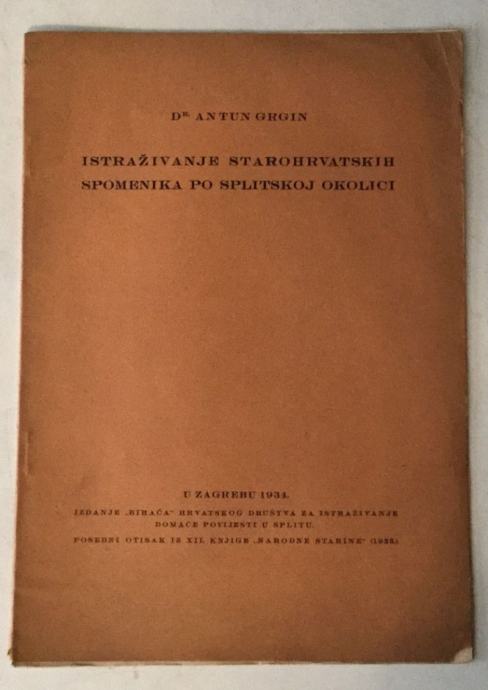 DR. ANTUN GRGIN
ISTRAŽIVANJE STAROHRVATSKIH
SPOMENIKA PO SPLITSKOJ OKOLICI
U ZAGREBU 1934.
IZDANJE „BIHAĆA“ HRVATSKOG DRUŠTVA ZA ISTRAŽIVANJE
DOMAĆE POVIJESTI U SPLITU.
POSEBNI OTISAK IZ XII. KNJIGE „NARODNE STARINE“